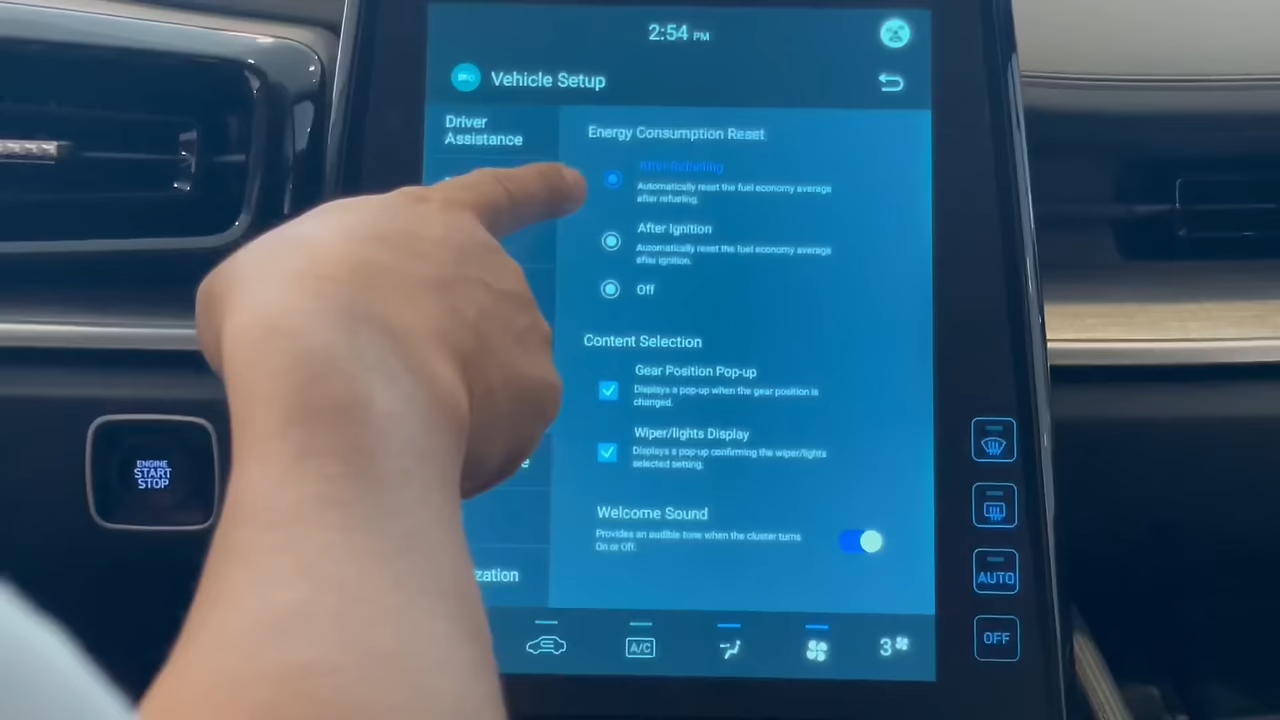 2:54 PM
Vehicle Setup
Driver
Assistance
Energy Consumption Reset
After Refueling
Automatically reset the fuel economy average
after refueling.
After Ignition
Automatically reset the fuel economy average
after ignition.
Off
Content Selection
Gear Position Pop-up
Displays a pop-up when the gear position is
changed.
Wiper/lights Display
Displays a pop-up confirming the wiper/lights
selected setting.
Welcome Sound
Provides an audible tone when the cluster turns
On or Off.
zation
A/C
3
ENGINE
START
STOP
AUTO
OFF